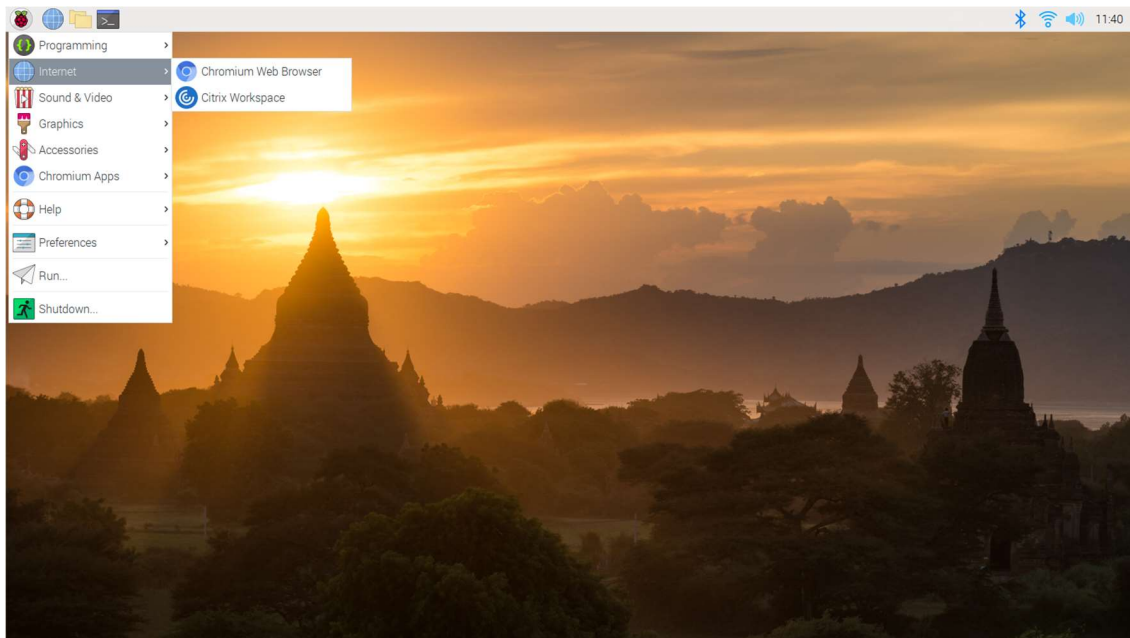 11:40
Programming
Internet
Chromium Web Browser
Sound & Video
Citrix Workspace
Graphics
Accessories
Chromium Apps
Help
Preferences
Run...
Shutdown...